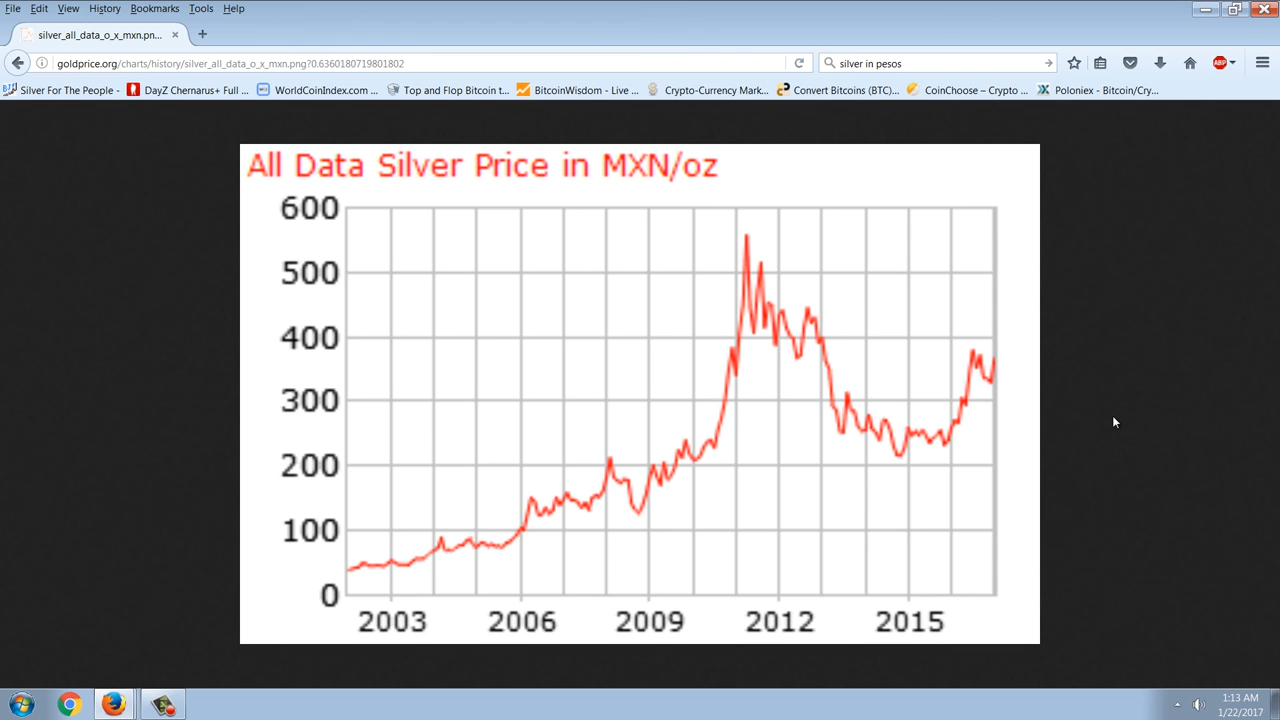 File Edit View History Bookmarks Tools Help
silver_all_data_o_x_mxn.pn...
goldprice.org/charts/history/silver_all_data_o_x_mxn.png?0.6360180719801802
silver in pesos
ABP
Silver For The People - DayZ Chernarus+ Full ... WorldCoinIndex.com ... Top and Flop Bitcoin t... BitcoinWisdom - Live ... Crypto-Currency Mark... Convert Bitcoins (BTC)... CoinChoose – Crypto ... Poloniex - Bitcoin/Cry...
All Data Silver Price in MXN/oz
600
500
400
300
200
100
0
2003 2006 2009 2012 2015
1:13 AM
1/22/2017